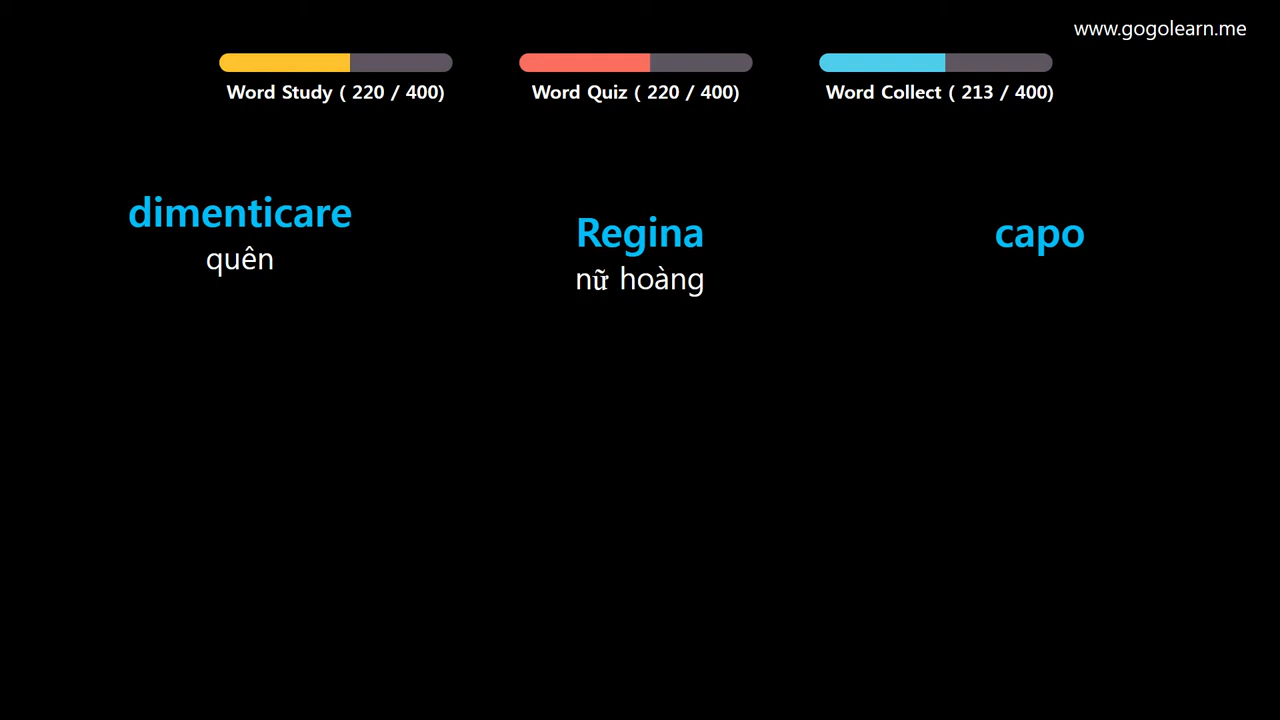 www.gogolearn.me
Word Study ( 220 / 400)
Word Quiz ( 220 / 400)
Word Collect ( 213 / 400)
dimenticare
quên
Regina
nữ hoàng
capo